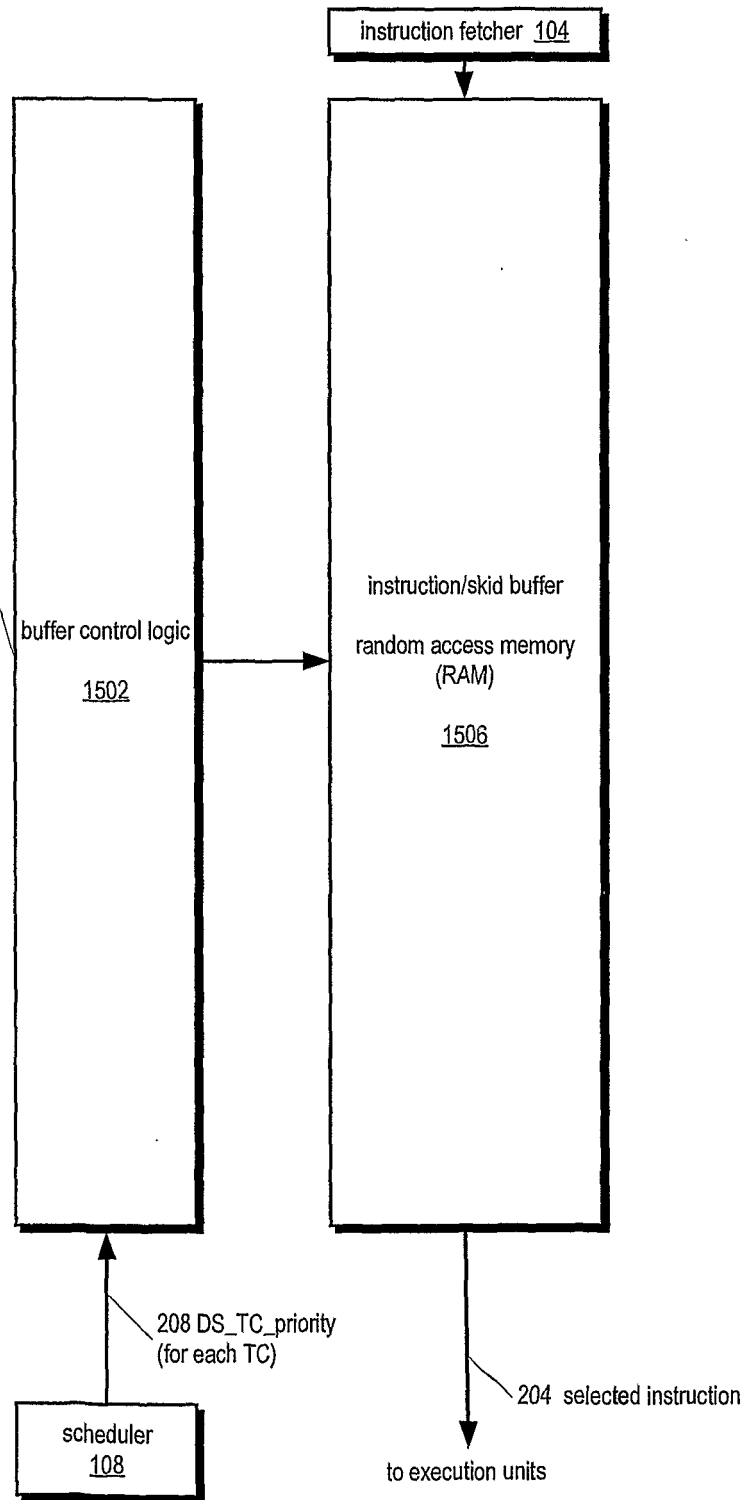 instruction fetcher 104
buffer control logic
1502
instruction/skid buffer
random access memory
(RAM)
1506
208 DS_TC_priority
(for each TC)
scheduler
108
204 selected instruction
to execution units